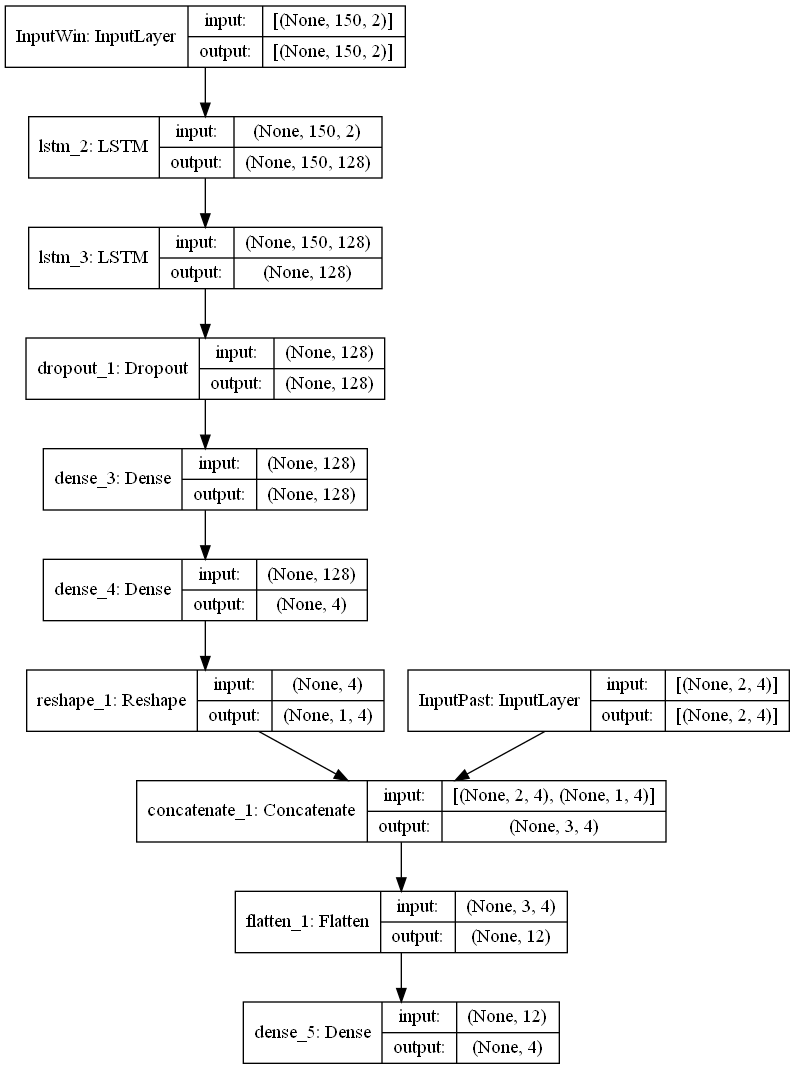 InputWin: InputLayer
input: [(None, 150, 2)]
output: [(None, 150, 2)]
lstm_2: LSTM
input: (None, 150, 2)
output: (None, 150, 128)
lstm_3: LSTM
input: (None, 150, 128)
output: (None, 128)
dropout_1: Dropout
input: (None, 128)
output: (None, 128)
dense_3: Dense
input: (None, 128)
output: (None, 128)
dense_4: Dense
input: (None, 128)
output: (None, 4)
reshape_1: Reshape
input: (None, 4)
output: (None, 1, 4)
InputPast: InputLayer
input: [(None, 2, 4)]
output: [(None, 2, 4)]
concatenate_1: Concatenate
input: [(None, 2, 4), (None, 1, 4)]
output: (None, 3, 4)
flatten_1: Flatten
input: (None, 3, 4)
output: (None, 12)
dense_5: Dense
input: (None, 12)
output: (None, 4)